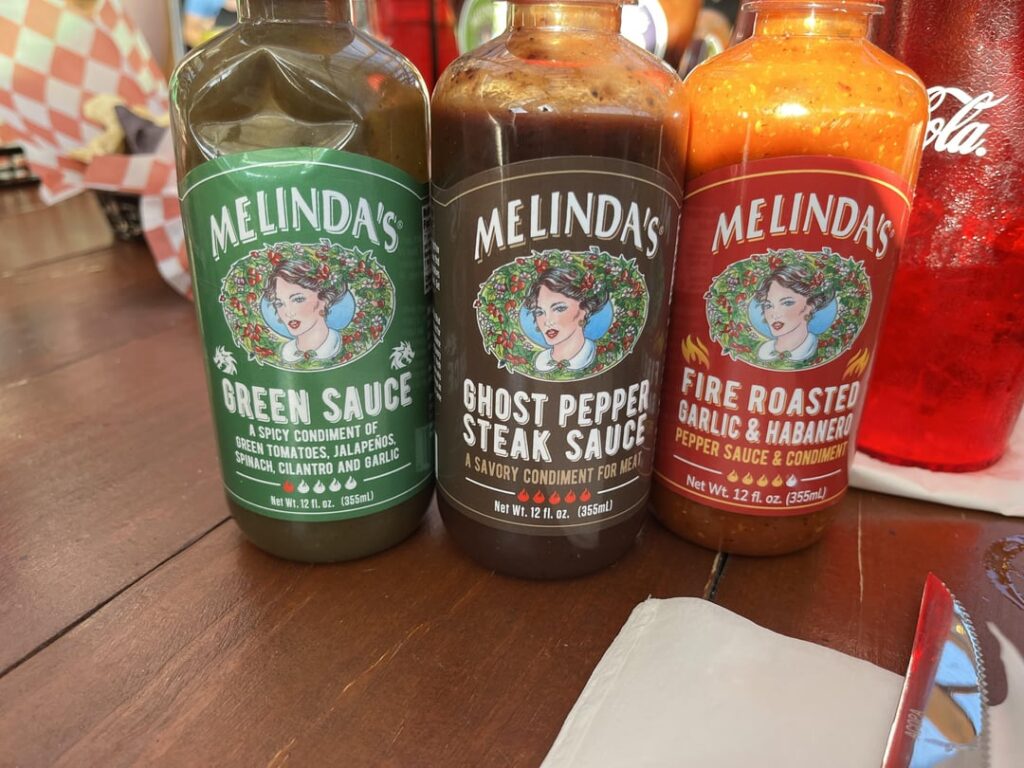 MELINDA'S®
GREEN SAUCE
A SPICY CONDIMENT OF
GREEN TOMATOES, JALAPEÑOS,
SPINACH, CILANTRO AND GARLIC
Net Wt. 12 fl. oz. (355mL)
MELINDA'S®
GHOST PEPPER
STEAK SAUCE
A SAVORY CONDIMENT FOR MEAT
Net Wt. 12 fl. oz. (355mL)
MELINDA'S®
FIRE ROASTED
GARLIC & HABANERO
PEPPER SAUCE & CONDIMENT
Net Wt. 12 fl. oz. (355mL)
ola.